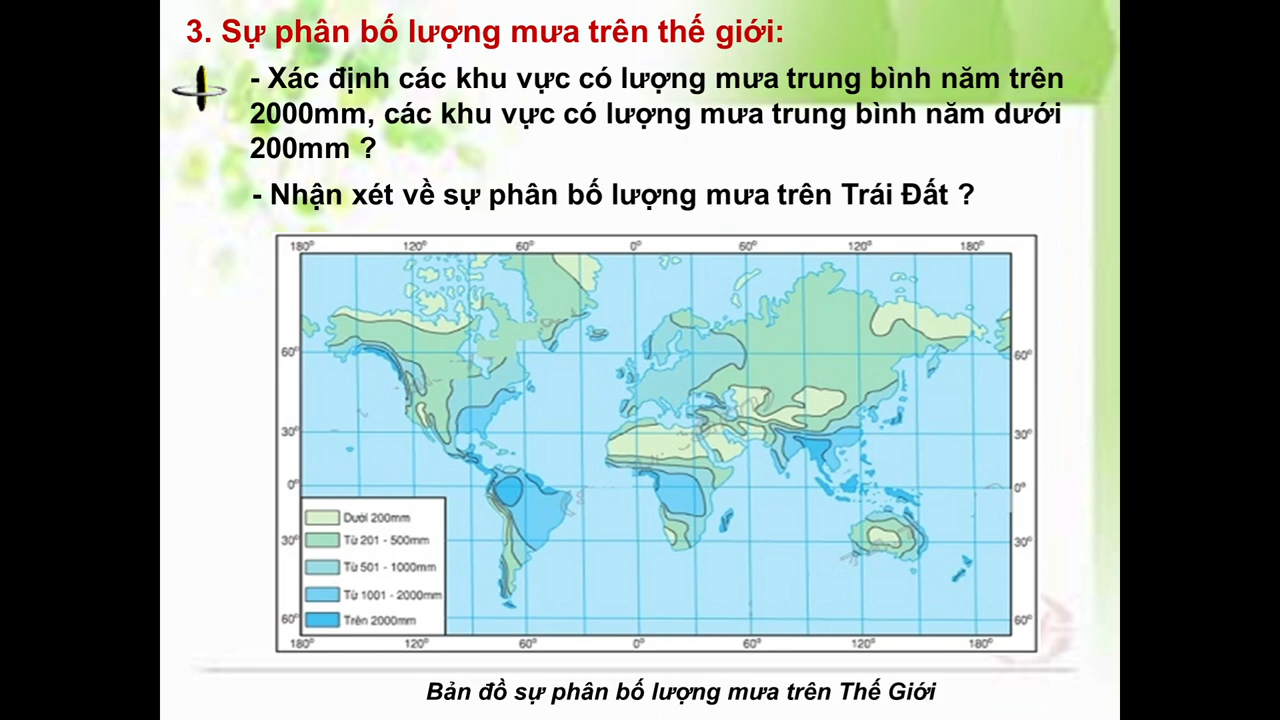 3. Sự phân bố lượng mưa trên thế giới:
- Xác định các khu vực có lượng mưa trung bình năm trên
2000mm, các khu vực có lượng mưa trung bình năm dưới
200mm ?
- Nhận xét về sự phân bố lượng mưa trên Trái Đất ?
180° 120° 60° 0° 60° 120° 180°
60° 60°
30° 30°
0° 0°
30° 30°
60° 60°
Dưới 200mm
Từ 201 - 500mm
Từ 501 - 1000mm
Từ 1001 - 2000mm
Trên 2000mm
180° 120° 60° 0° 60° 120° 180°
Bản đồ sự phân bố lượng mưa trên Thế Giới